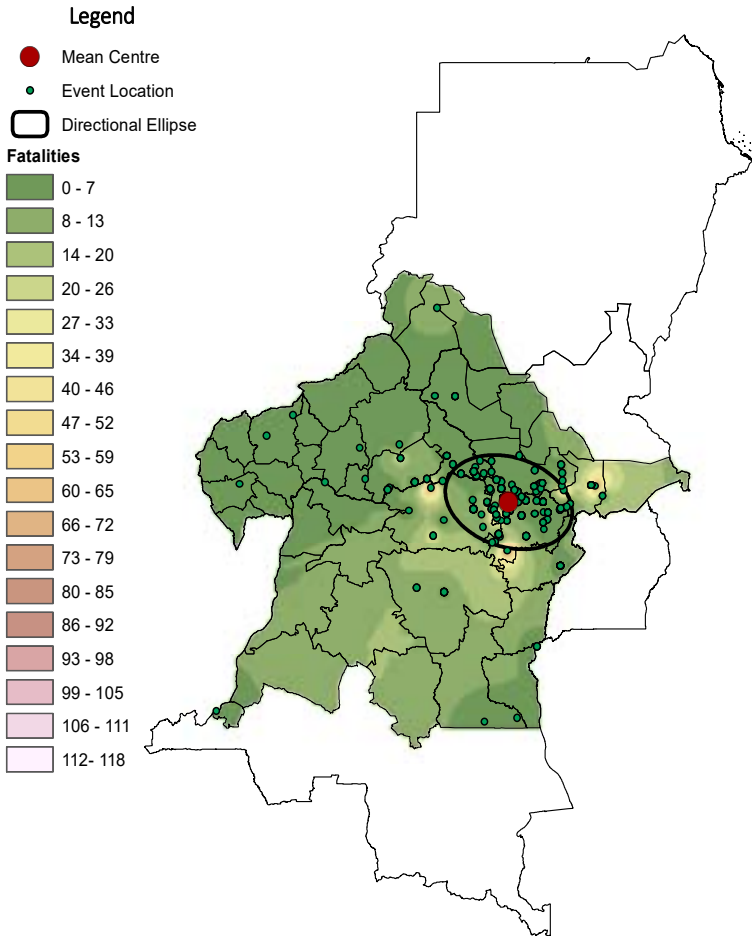 Legend
Mean Centre
Event Location
Directional Ellipse
Fatalities
0 - 7
8 - 13
14 - 20
20 - 26
27 - 33
34 - 39
40 - 46
47 - 52
53 - 59
60 - 65
66 - 72
73 - 79
80 - 85
86 - 92
93 - 98
99 - 105
106 - 111
112- 118